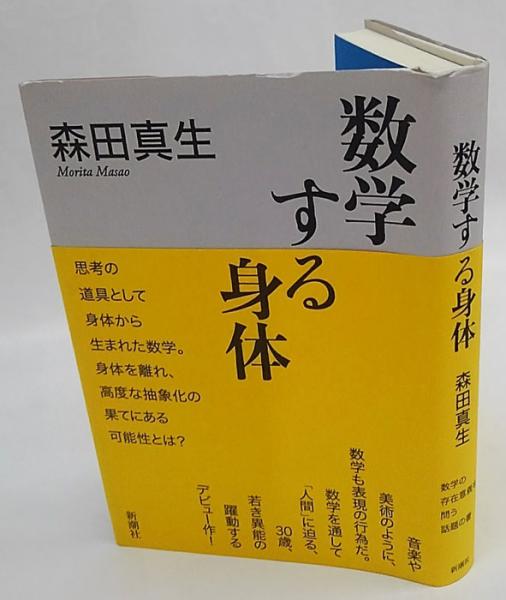 森田真生
Morita Masao
数学
する
身体
思考の
道具として
身体から
生まれた数学。
身体を離れ、
高度な抽象化の
果てにある
可能性とは?
音楽や
美術のように、
数学も表現の行為だ。
数学を通して
「人間」に迫る、
30歳、
若き異能の
躍動する
デビュー作!
新潮社
数学する身体
森田真生
数学の
存在意義を
問う
話題の書
新潮社